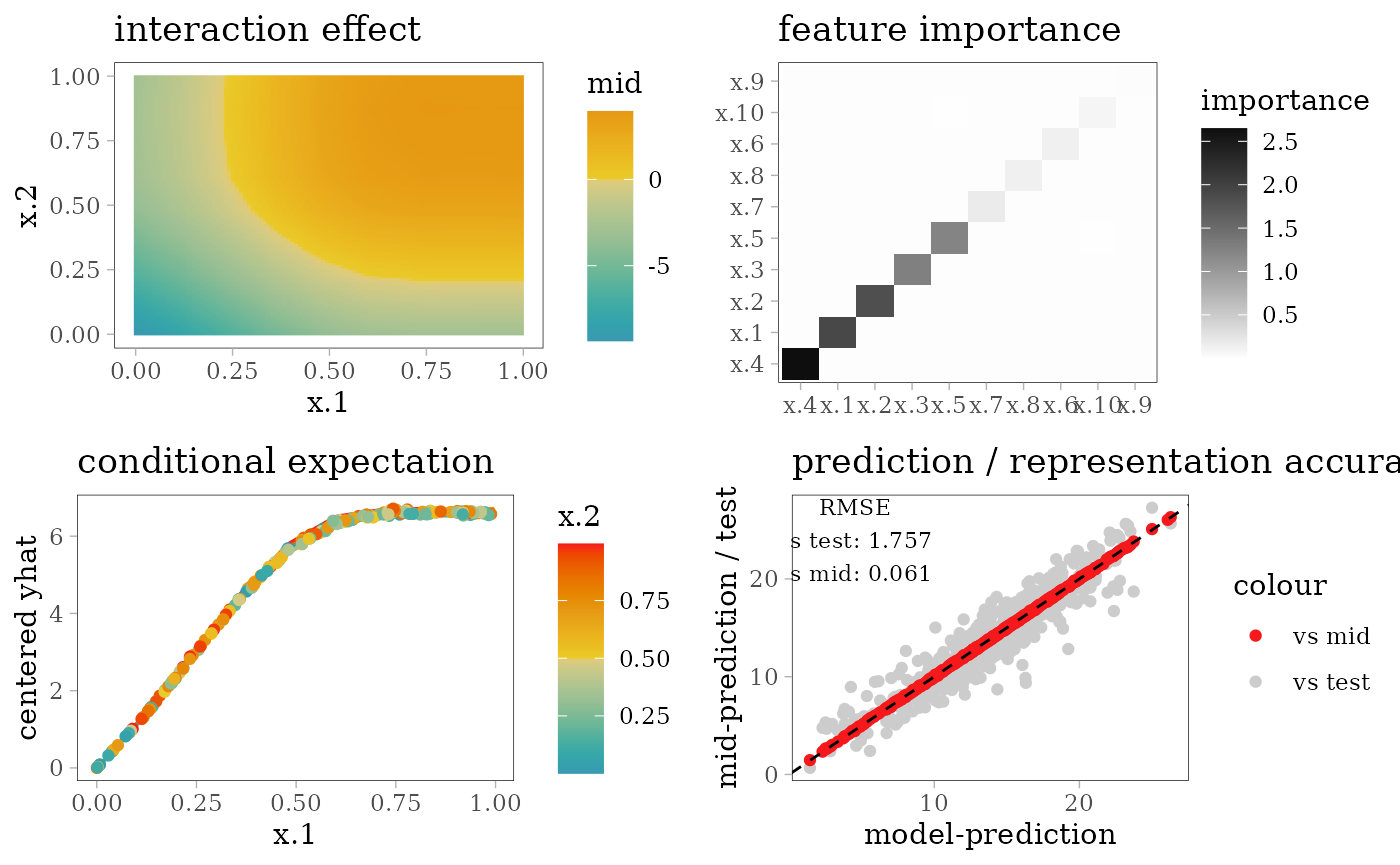 interaction effect
1.00
0.75
0.50
0.25
0.00
x.2
0.00 0.25 0.50 0.75 1.00
x.1
mid
0
-5
feature importance
x.9
x.10
x.6
x.8
x.7
x.5
x.3
x.2
x.1
x.4
x.4 x.1 x.2 x.3 x.5 x.7 x.8 x.6 x.10 x.9
importance
2.5
2.0
1.5
1.0
0.5
conditional expectation
6
4
2
0
centered yhat
0.00 0.25 0.50 0.75 1.00
x.1
x.2
0.75
0.50
0.25
prediction / representation accura
RMSE
s test: 1.757
s mid: 0.061
20
10
0
mid-prediction / test
10 20
model-prediction
colour
vs mid
vs test